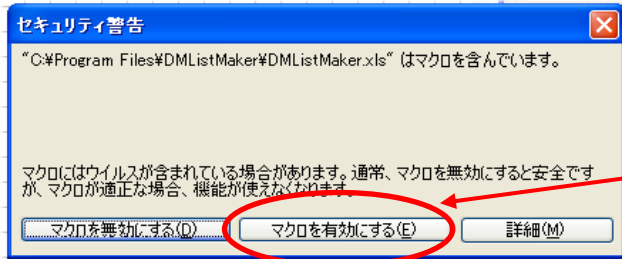 セキュリティ警告
"C:¥Program Files¥DMListMaker¥DMListMaker.xls" はマクロを含んでいます。
マクロにはウイルスが含まれている場合があります。通常、マクロを無効にすると安全です
が、マクロが適正な場合、機能が使えなくなります。
マクロを無効にする(D)
マクロを有効にする(E)
詳細(M)